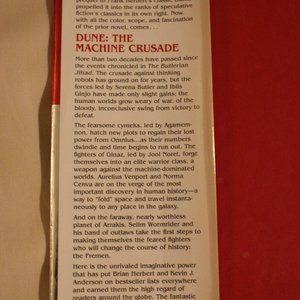 prequel to Frank Herbert's classic
propelled it into the ranks of speculative
fiction's classics in its own right. Now,
with all the color, scope, and fascination
of the prior novel, comes . . .
DUNE: THE
MACHINE CRUSADE
More than two decades have passed since
the events chronicled in The Butlerian
Jihad. The crusade against thinking
robots has ground on for years, but the
forces led by Serena Butler and Iblis
Ginjo have made only slight gains; the
human worlds grow weary of war, of the
bloody, inconclusive swing from victory to
defeat.
The fearsome cymeks, led by Agamem-
non, hatch new plots to regain their lost
power from Omnius...as their numbers
dwindle and time begins to run out. The
fighters of Ginaz, led by Jool Noret, forge
themselves into an elite warrior class, a
weapon against the machine-dominated
worlds. Aurelius Venport and Norma
Cenva are on the verge of the most
important discovery in human history—a
way to "fold" space and travel instanta-
neously to any place in the galaxy.
And on the faraway, nearly worthless
planet of Arrakis, Selim Wormrider and
his band of outlaws take the first steps to
making themselves the feared fighters
who will change the course of history:
the Fremen.
Here is the unrivaled imaginative power
that has put Brian Herbert and Kevin J.
Anderson on bestseller lists everywhere
and earned them the high regard of
readers around the globe. The fantastic